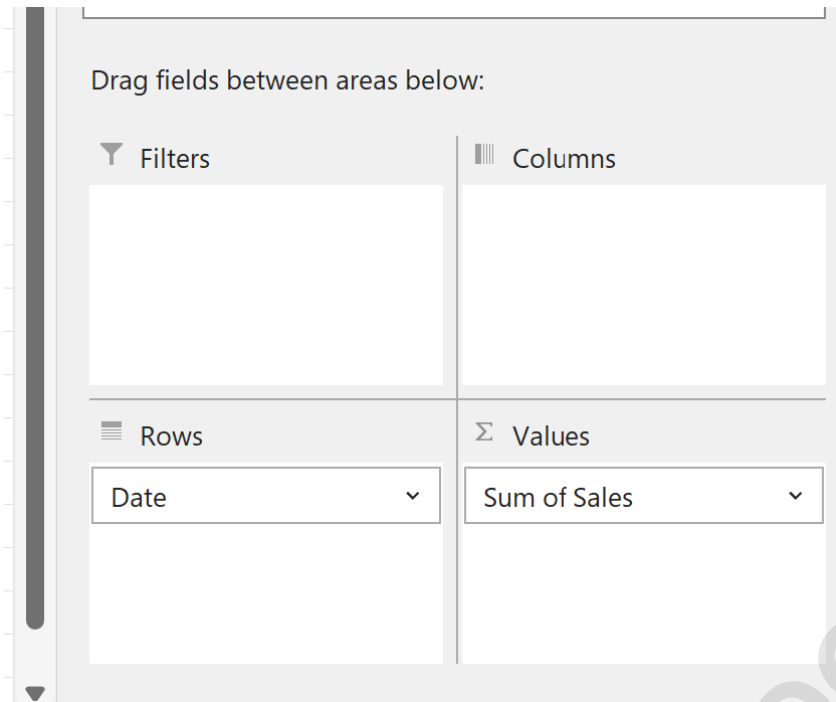 Drag fields between areas below:
Filters
Columns
Rows
Σ Values
Date
Sum of Sales